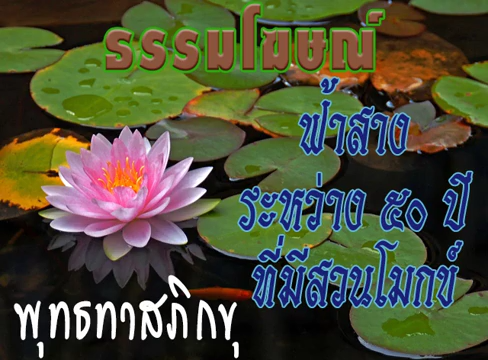 ธรรมโฆษณ์
ฟ้าสาง
ระหว่าง ๕๐ ปี
ที่มีสวนโมกข์
พุทธทาสภิกขุ